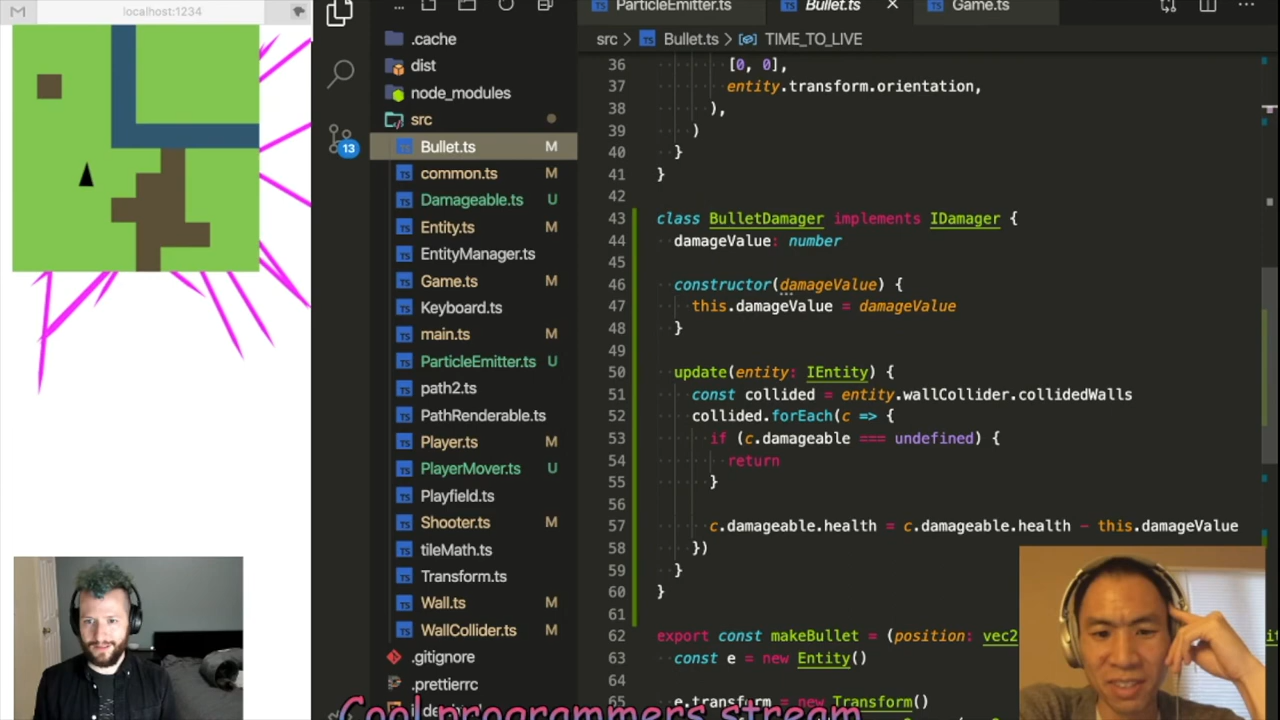 localhost:1234
ParticleEmitter.ts
Bullet.ts
Game.ts
.cache
dist
node_modules
src
Bullet.ts M
common.ts M
Damageable.ts U
Entity.ts M
EntityManager.ts
Game.ts M
Keyboard.ts
main.ts M
ParticleEmitter.ts U
path2.ts
PathRenderable.ts
Player.ts M
PlayerMover.ts U
Playfield.ts
Shooter.ts M
tileMath.ts
Transform.ts
Wall.ts M
WallCollider.ts M
.gitignore
.prettierrc
13
src > Bullet.ts > TIME_TO_LIVE
36 [0, 0],
37 entity.transform.orientation,
38 ),
39 )
40 }
41 }
42
43 class BulletDamager implements IDamager {
44 damageValue: number
45
46 constructor(damageValue) {
47 this.damageValue = damageValue
48 }
49
50 update(entity: IEntity) {
51 const collided = entity.wallCollider.collidedWalls
52 collided.forEach(c => {
53 if (c.damageable === undefined) {
54 return
55 }
56
57 c.damageable.health = c.damageable.health - this.damageValue
58 })
59 }
60 }
61
62 export const makeBullet = (position: vec2
63 const e = new Entity()
64
65 e.transform = new Transform()
Cool programmers stream